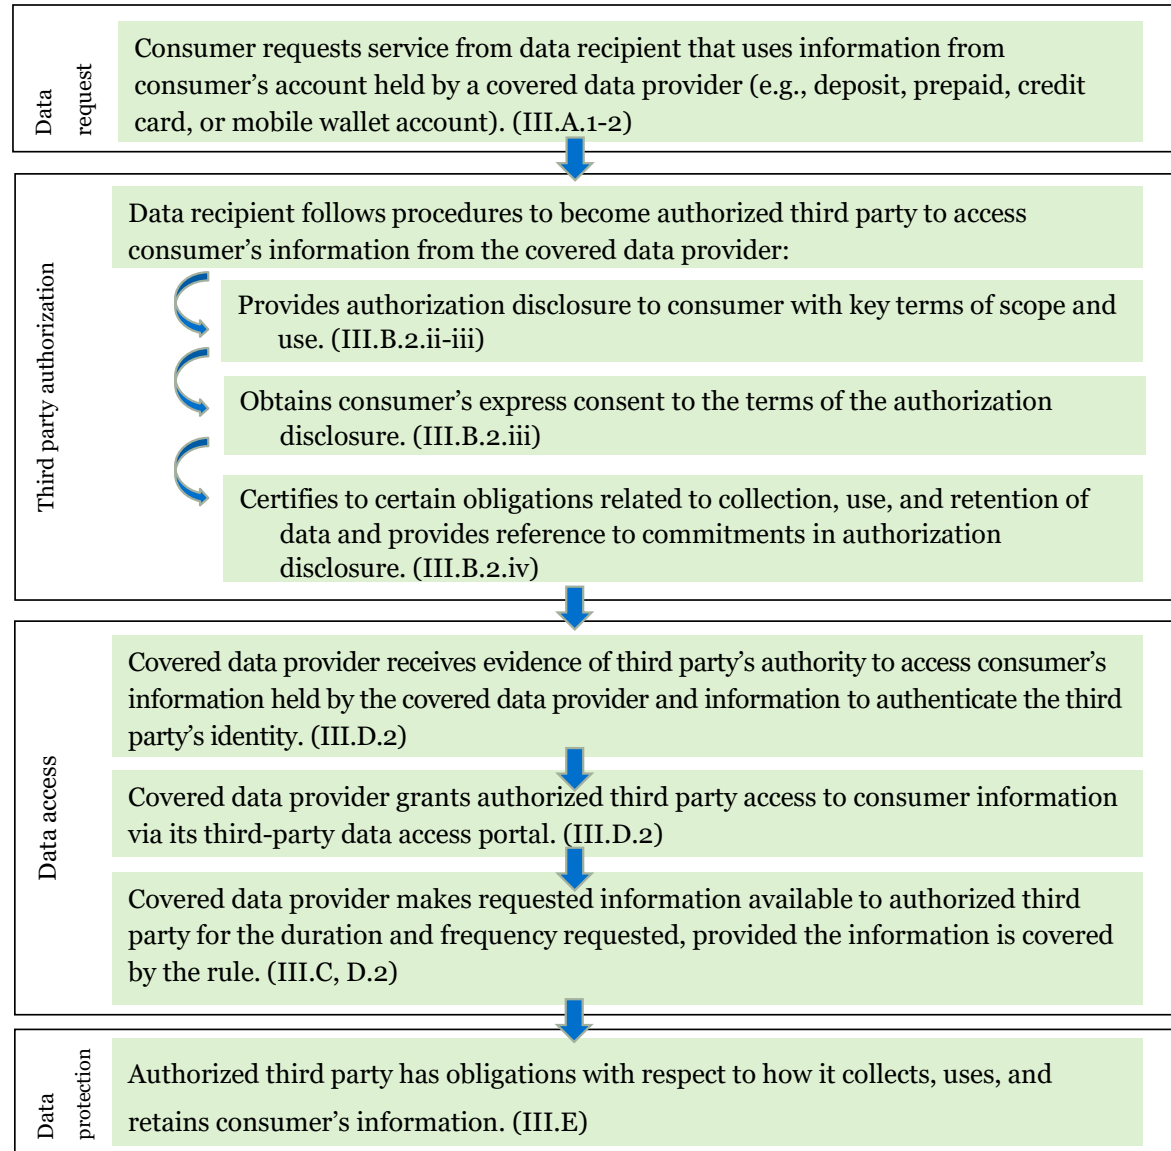 Data
request
Consumer requests service from data recipient that uses information from
consumer’s account held by a covered data provider (e.g., deposit, prepaid, credit
card, or mobile wallet account). (III.A.1-2)
Third party authorization
Data recipient follows procedures to become authorized third party to access
consumer’s information from the covered data provider:
Provides authorization disclosure to consumer with key terms of scope and
use. (III.B.2.ii-iii)
Obtains consumer’s express consent to the terms of the authorization
disclosure. (III.B.2.iii)
Certifies to certain obligations related to collection, use, and retention of
data and provides reference to commitments in authorization
disclosure. (III.B.2.iv)
Data access
Covered data provider receives evidence of third party’s authority to access consumer’s
information held by the covered data provider and information to authenticate the third
party’s identity. (III.D.2)
Covered data provider grants authorized third party access to consumer information
via its third-party data access portal. (III.D.2)
Covered data provider makes requested information available to authorized third
party for the duration and frequency requested, provided the information is covered
by the rule. (III.C, D.2)
Data
protection
Authorized third party has obligations with respect to how it collects, uses, and
retains consumer’s information. (III.E)